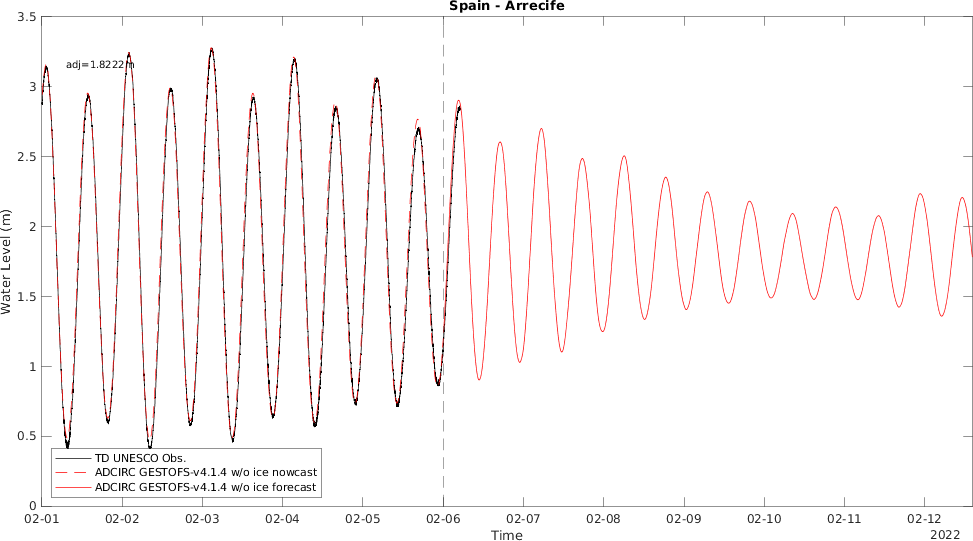 Spain - Arrecife
adj=1.8222 m
Water Level (m)
3.5
3
2.5
2
1.5
1
0.5
0
TD UNESCO Obs.
ADCIRC GESTOFS-v4.1.4 w/o ice nowcast
ADCIRC GESTOFS-v4.1.4 w/o ice forecast
02-01 02-02 02-03 02-04 02-05 02-06 02-07 02-08 02-09 02-10 02-11 02-12
Time
2022